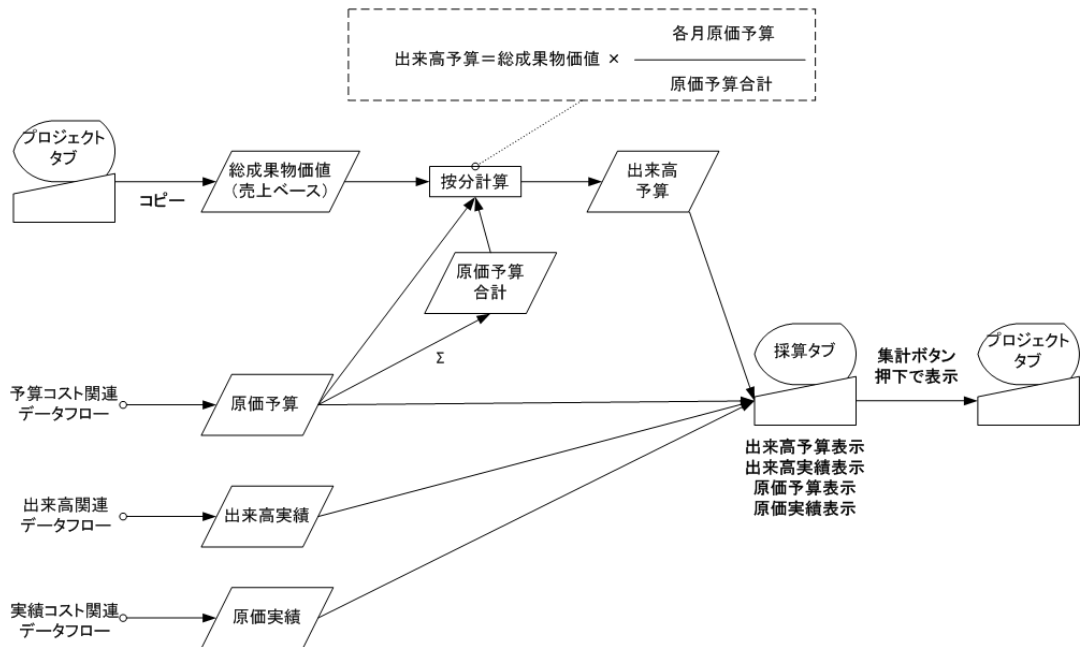 各月原価予算
出来高予算＝総成果物価値 ×
原価予算合計
プロジェクト
タブ
コピー
総成果物価値
（売上ベース）
按分計算
出来高
予算
原価予算
合計
Σ
予算コスト関連
データフロー
原価予算
採算タブ
集計ボタン
押下で表示
プロジェクト
タブ
出来高予算表示
出来高実績表示
原価予算表示
原価実績表示
出来高関連
データフロー
出来高実績
実績コスト関連
データフロー
原価実績